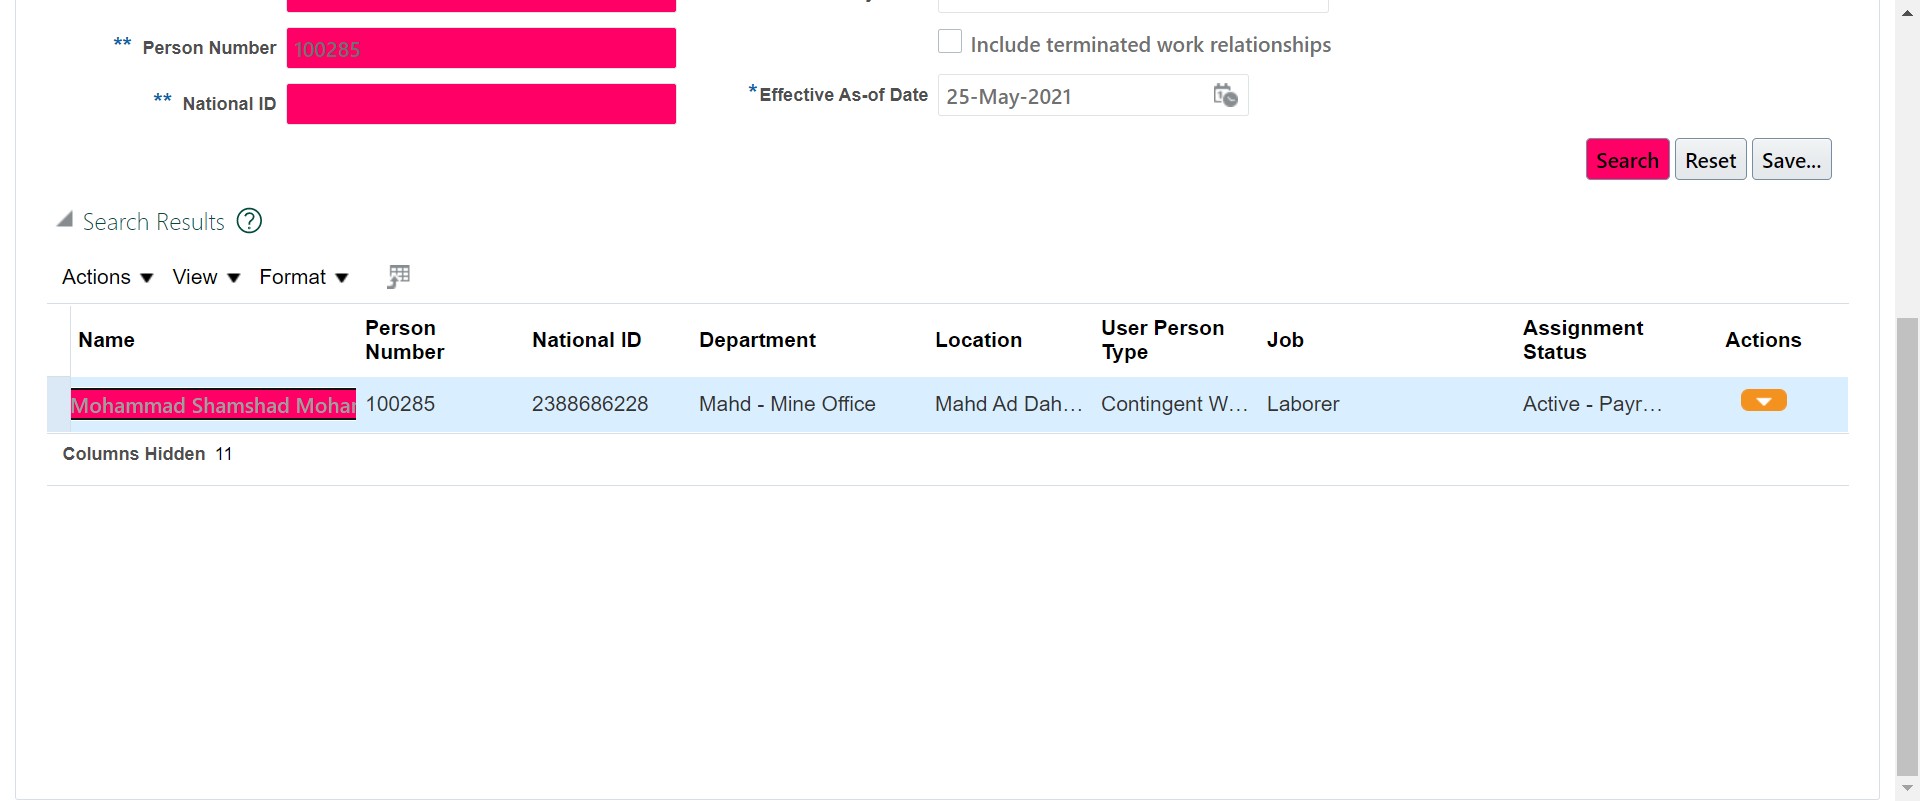 ** Person Number 100285
Include terminated work relationships
** National ID
*Effective As-of Date 25-May-2021
Search Reset Save...
Search Results ?
Actions View Format
Name Person Number National ID Department Location User Person Type Job Assignment Status Actions
Mohammad Shamshad Mohar 100285 2388686228 Mahd - Mine Office Mahd Ad Dah... Contingent W... Laborer Active - Payr...
Columns Hidden 11